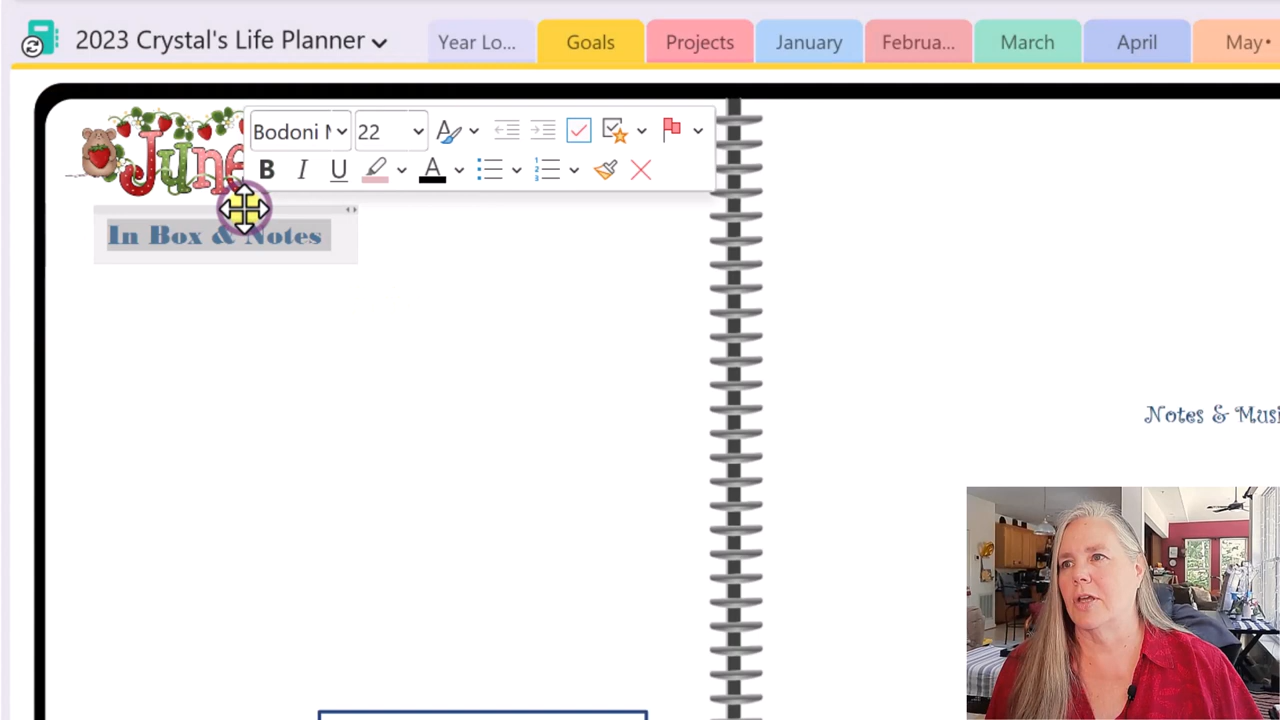 2023 Crystal's Life Planner
Year Lo...
Goals
Projects
January
Februa...
March
April
May
June
Bodoni M
22
B I U
A
In Box & Notes
Notes & Musi